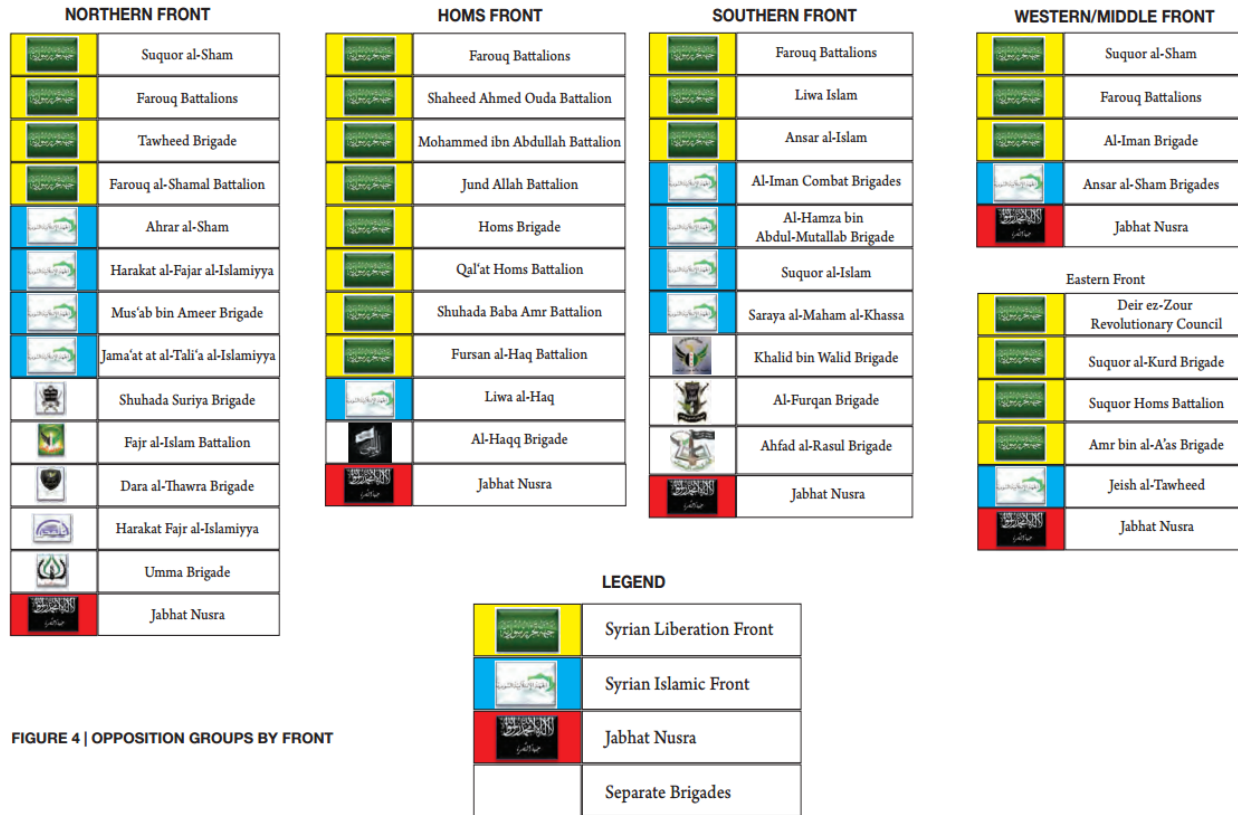 NORTHERN FRONT
Suquor al-Sham
Farouq Battalions
Tawheed Brigade
Farouq al-Shamal Battalion
Ahrar al-Sham
Harakat al-Fajar al-Islamiyya
Mus‘ab bin Ameer Brigade
Jama‘at at al-Tali‘a al-Islamiyya
Shuhada Suriya Brigade
Fajr al-Islam Battalion
Dara al-Thawra Brigade
Harakat Fajr al-Islamiyya
Umma Brigade
Jabhat Nusra
HOMS FRONT
Farouq Battalions
Shaheed Ahmed Ouda Battalion
Mohammed ibn Abdullah Battalion
Jund Allah Battalion
Homs Brigade
Qal‘at Homs Battalion
Shuhada Baba Amr Battalion
Fursan al-Haq Battalion
Liwa al-Haq
Al-Haqq Brigade
Jabhat Nusra
SOUTHERN FRONT
Farouq Battalions
Liwa Islam
Ansar al-Islam
Al-Iman Combat Brigades
Al-Hamza bin
Abdul-Mutallab Brigade
Suquor al-Islam
Saraya al-Maham al-Khassa
Khalid bin Walid Brigade
Al-Furqan Brigade
Ahfad al-Rasul Brigade
Jabhat Nusra
WESTERN/MIDDLE FRONT
Suquor al-Sham
Farouq Battalions
Al-Iman Brigade
Ansar al-Sham Brigades
Jabhat Nusra
Eastern Front
Deir ez-Zour
Revolutionary Council
Suquor al-Kurd Brigade
Suquor Homs Battalion
Amr bin al-A’as Brigade
Jeish al-Tawheed
Jabhat Nusra
LEGEND
Syrian Liberation Front
Syrian Islamic Front
Jabhat Nusra
Separate Brigades
FIGURE 4 | OPPOSITION GROUPS BY FRONT